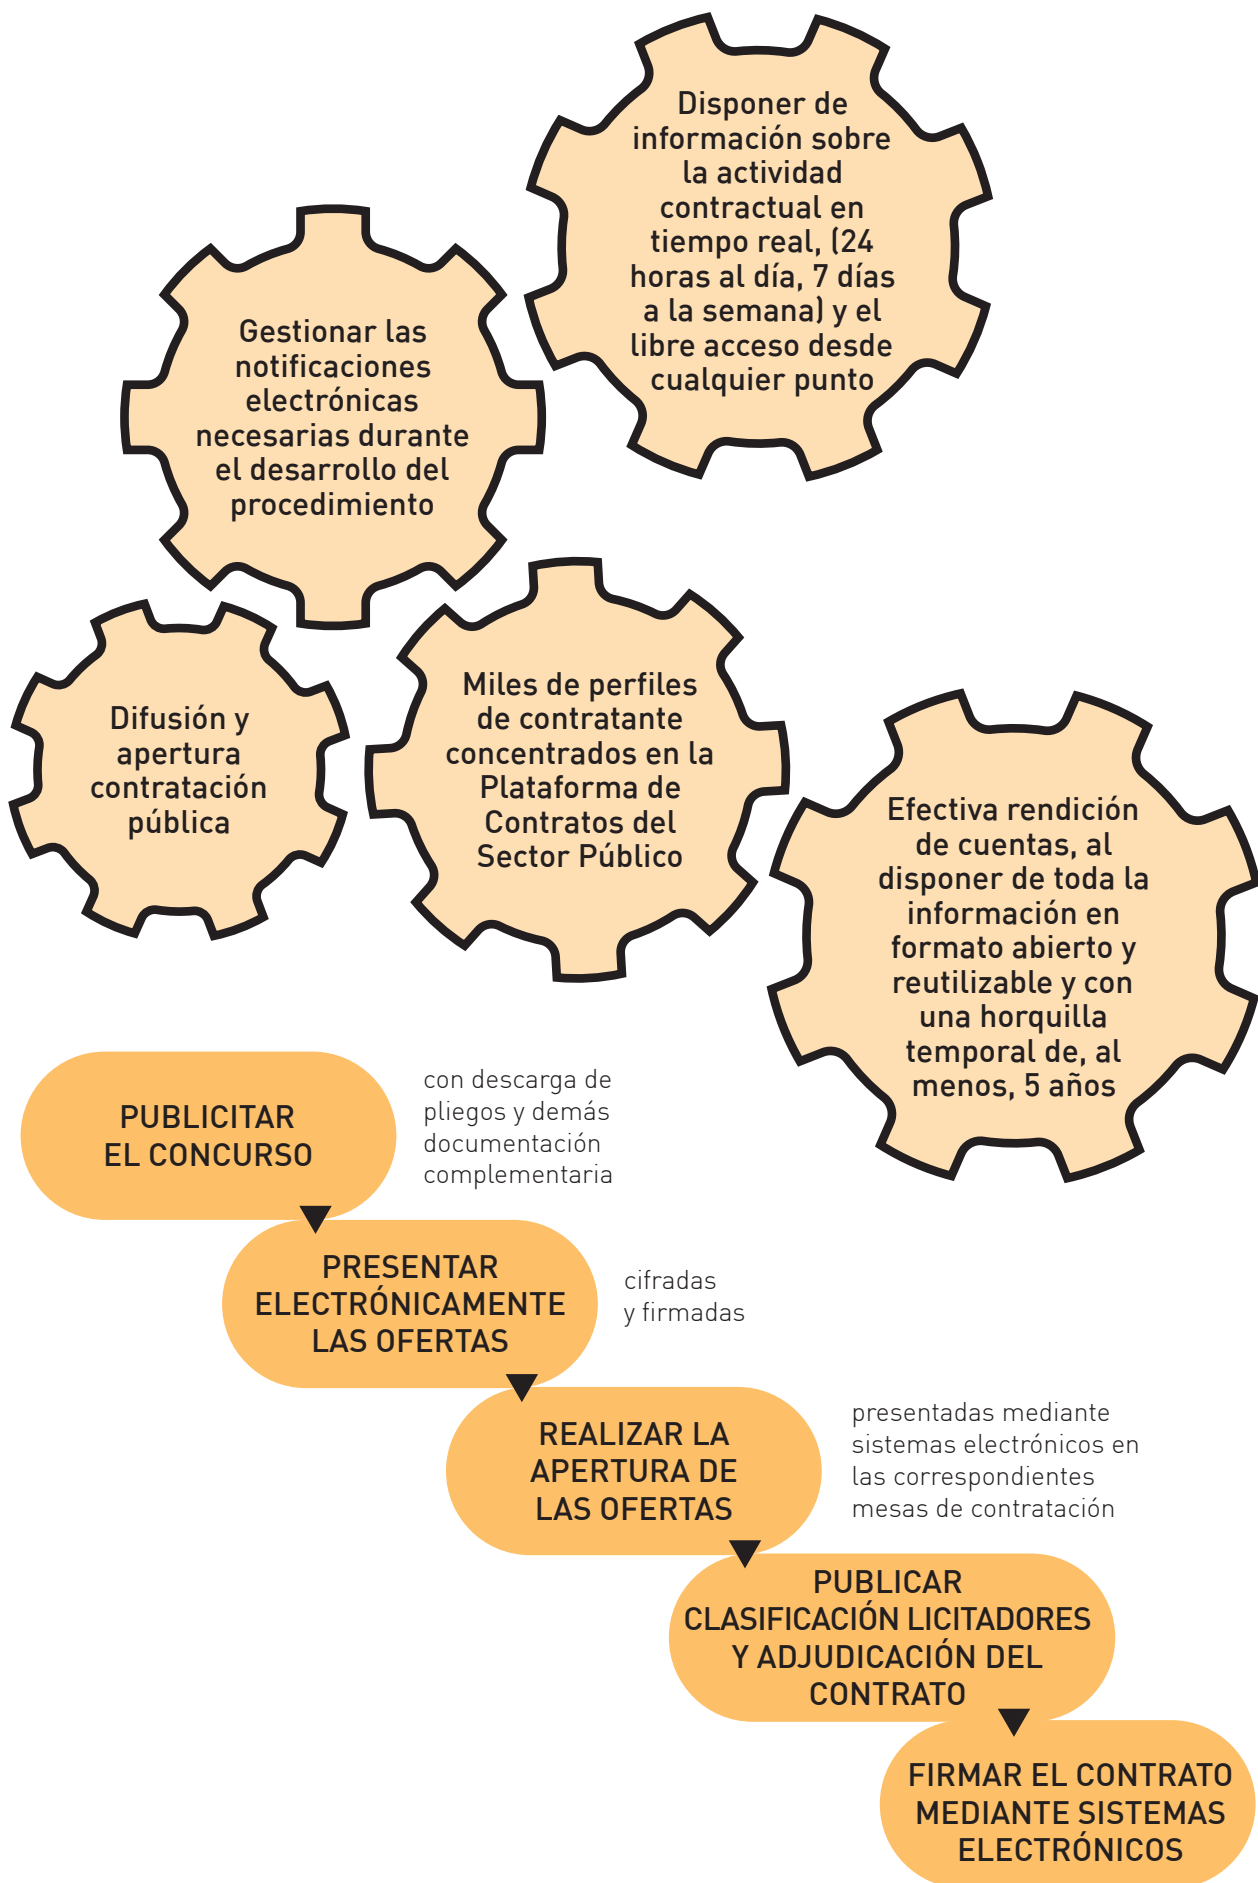 Disponer de
información sobre
la actividad
contractual en
tiempo real, (24
horas al día, 7 días
a la semana) y el
libre acceso desde
cualquier punto
Gestionar las
notificaciones
electrónicas
necesarias durante
el desarrollo del
procedimiento
Difusión y
apertura
contratación
pública
Miles de perfiles
de contratante
concentrados en la
Plataforma de
Contratos del
Sector Público
Efectiva rendición
de cuentas, al
disponer de toda la
información en
formato abierto y
reutilizable y con
una horquilla
temporal de, al
menos, 5 años
PUBLICITAR
EL CONCURSO
con descarga de
pliegos y demás
documentación
complementaria
PRESENTAR
ELECTRÓNICAMENTE
LAS OFERTAS
cifradas
y firmadas
REALIZAR LA
APERTURA DE
LAS OFERTAS
presentadas mediante
sistemas electrónicos en
las correspondientes
mesas de contratación
PUBLICAR
CLASIFICACIÓN LICITADORES
Y ADJUDICACIÓN DEL
CONTRATO
FIRMAR EL CONTRATO
MEDIANTE SISTEMAS
ELECTRÓNICOS